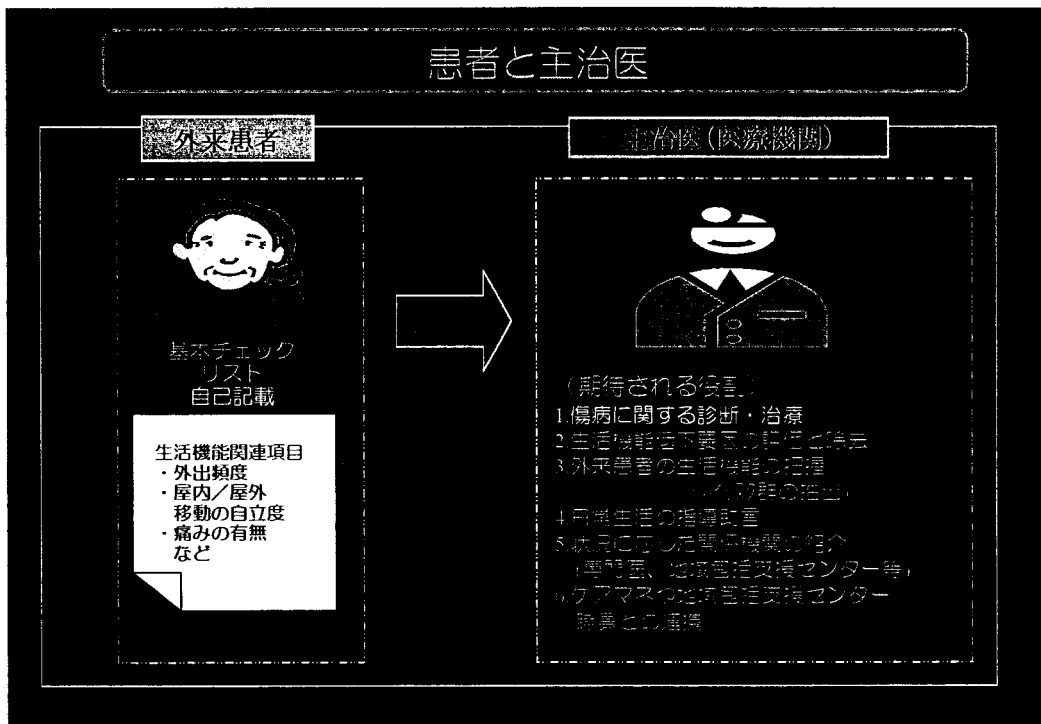 患者と主治医
外来患者
主治医(医療機関)
基本チェック
リスト
自己記載
生活機能関連項目
・外出頻度
・屋内／屋外
移動の自立度
・痛みの有無
など
(期待される役割)
1.傷病に関する診断・治療
2.生活機能低下要因の評価と除去
3.外来患者の生活機能の把握
の抽出)
4.日常生活の指導助言
5.状況に応じた関係機関の紹介
(専門医、地域包括支援センター等)
6.ケアマネや地域包括支援センター
との連携